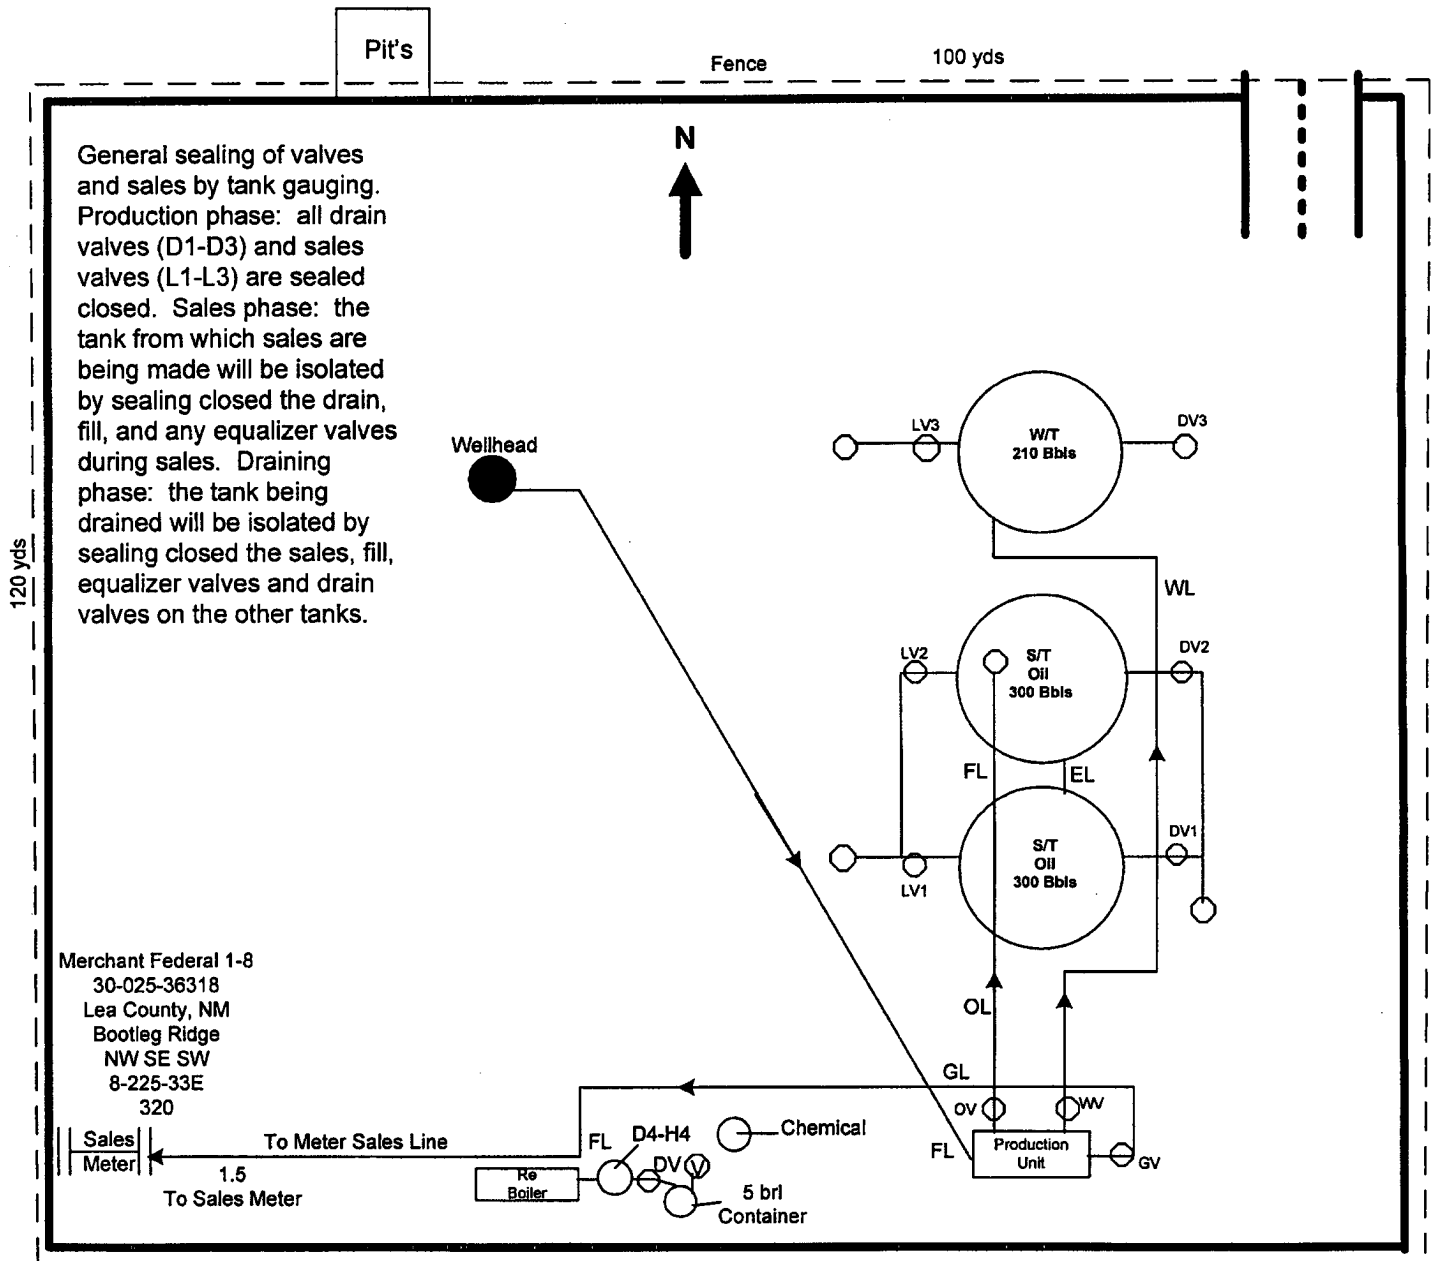 Pit's
Fence
100 yds
N
General sealing of valves
and sales by tank gauging.
Production phase: all drain
valves (D1-D3) and sales
valves (L1-L3) are sealed
closed. Sales phase: the
tank from which sales are
being made will be isolated
by sealing closed the drain,
fill, and any equalizer valves
during sales. Draining
phase: the tank being
drained will be isolated by
sealing closed the sales, fill,
equalizer valves and drain
valves on the other tanks.
120 yds
Wellhead
LV3
W/T
210 Bbls
DV3
WL
LV2
S/T
Oil
300 Bbls
DV2
FL
EL
LV1
S/T
Oil
300 Bbls
DV1
OL
GL
OV
WV
FL
Production
Unit
GV
Merchant Federal 1-8
30-025-36318
Lea County, NM
Bootleg Ridge
NW SE SW
8-225-33E
320
Sales
Meter
To Meter Sales Line
1.5
To Sales Meter
FL
D4-H4
Chemical
DV
V
Re
Boiler
5 brl
Container